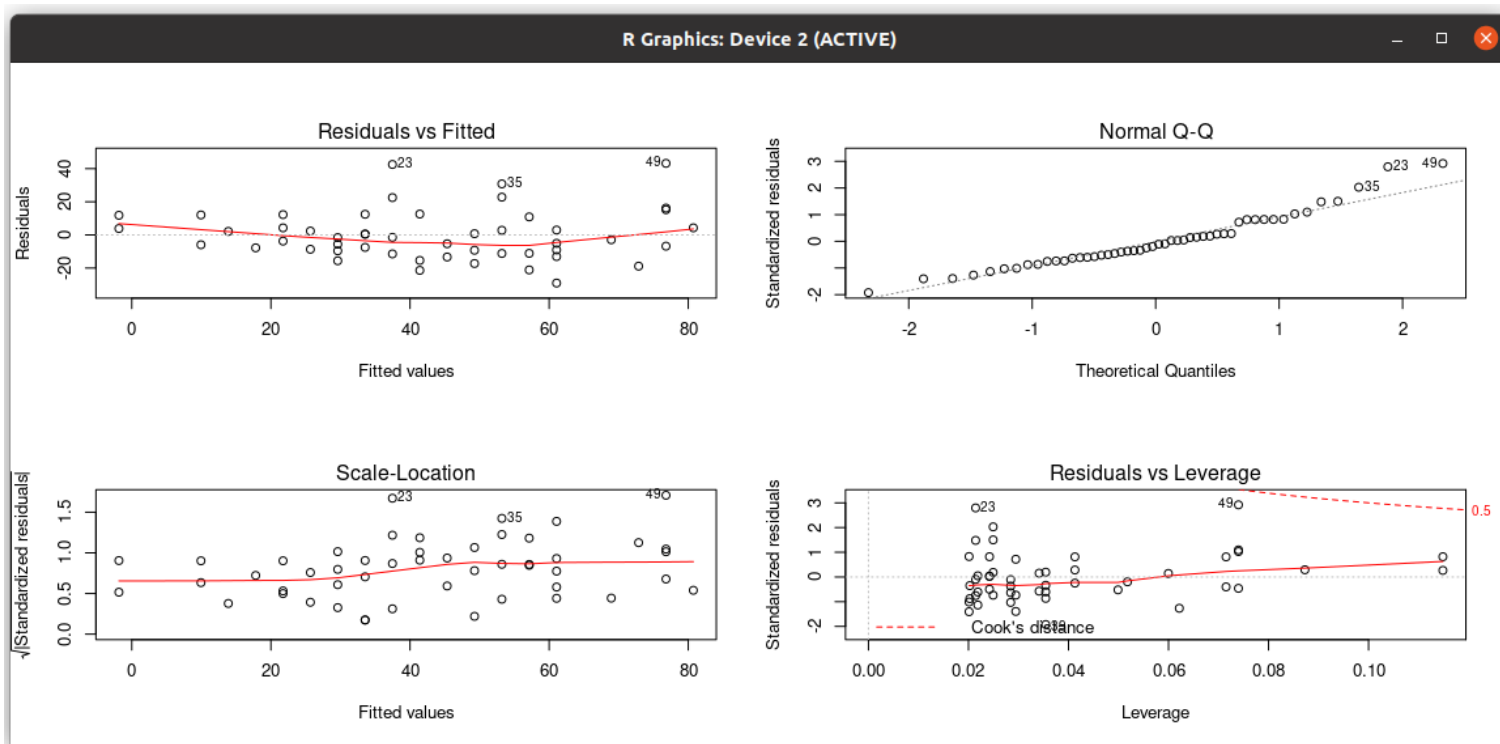 R Graphics: Device 2 (ACTIVE)
Residuals vs Fitted
Residuals
40
20
0
-20
23
35
49
0 20 40 60 80
Fitted values
Normal Q-Q
Standardized residuals
3
2
1
0
-2
23
49
35
-2 -1 0 1 2
Theoretical Quantiles
Scale-Location
√|Standardized residuals|
1.5
1.0
0.5
0.0
23
35
49
0 20 40 60 80
Fitted values
Residuals vs Leverage
Standardized residuals
3
2
1
0
-2
23
49
0.5
Cook's distance
0.00 0.02 0.04 0.06 0.08 0.10
Leverage